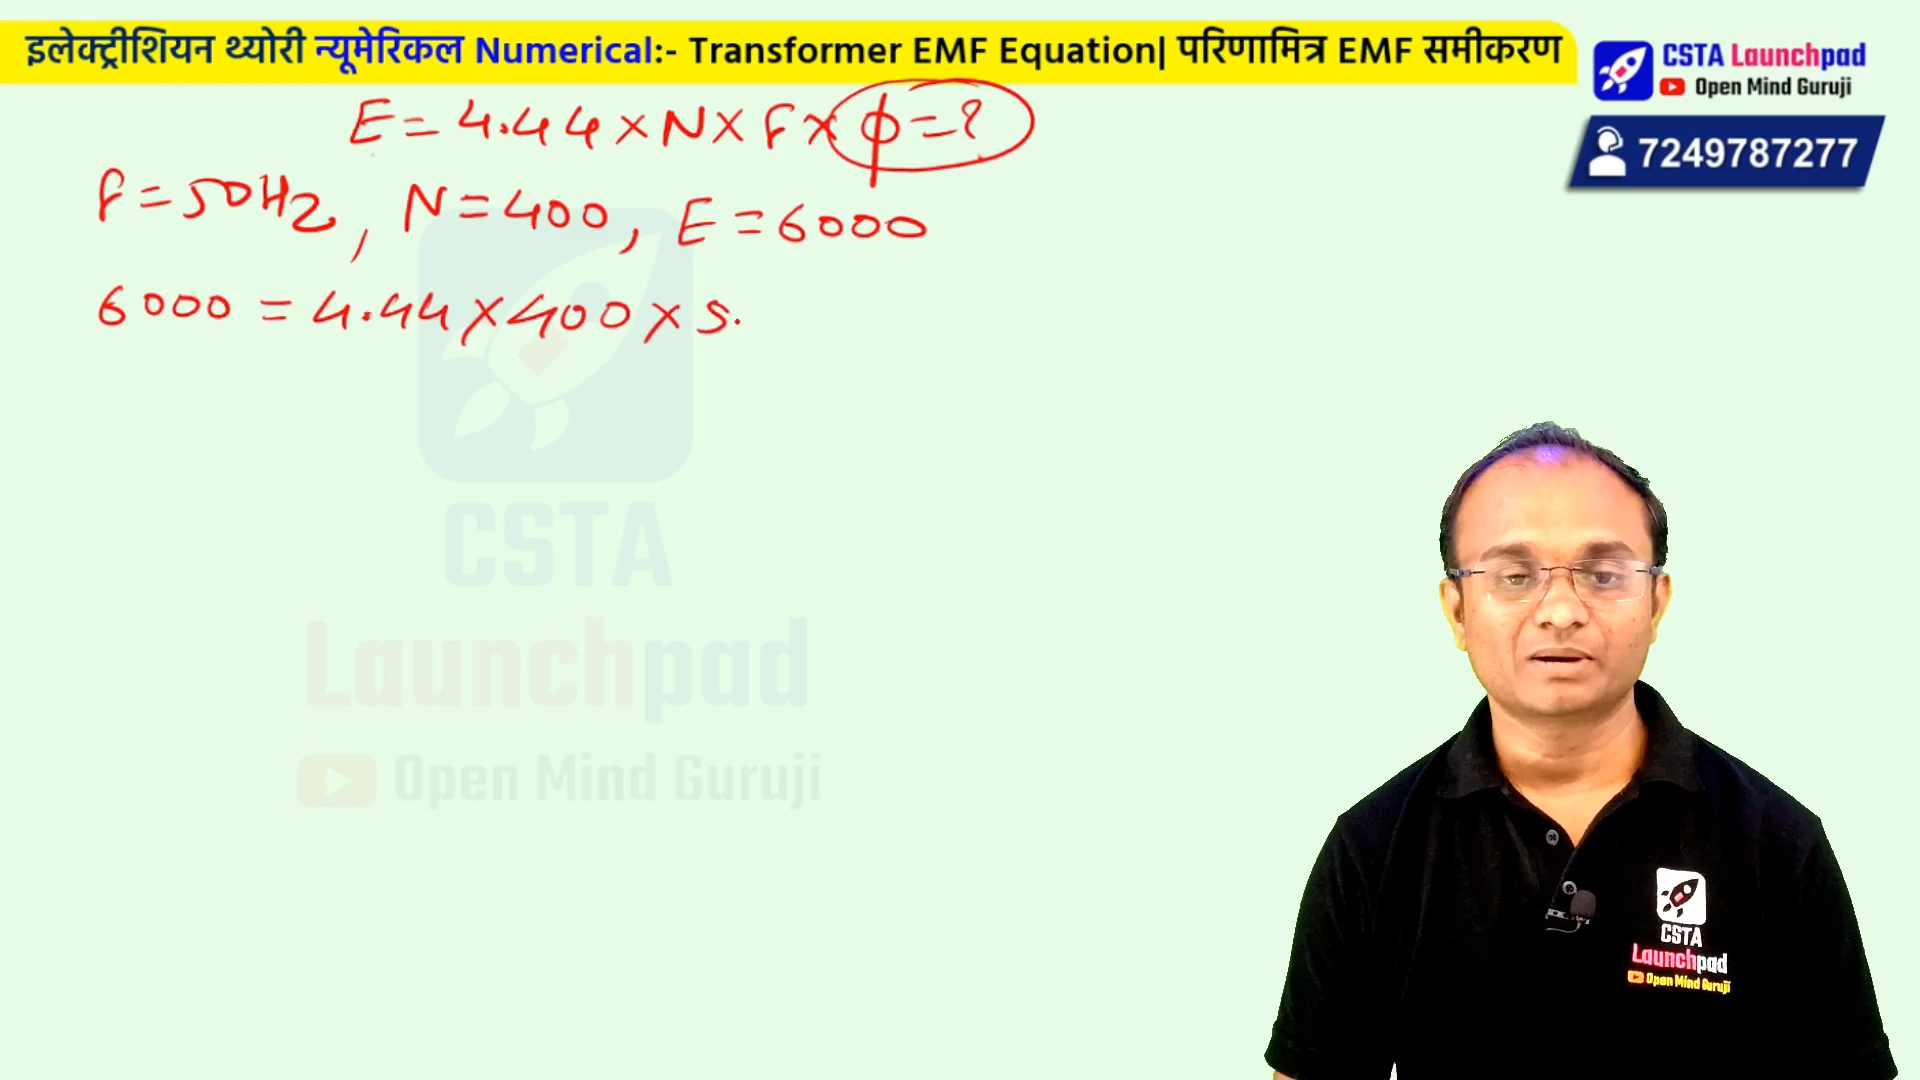 इलेक्ट्रीशियन थ्योरी न्यूमेरिकल Numerical:- Transformer EMF Equation| परिणामित्र EMF समीकरण
CSTA Launchpad
Open Mind Guruji
7249787277
E = 4.44 × N × F × ϕ = ?
F = 50Hz, N = 400, E = 6000
6000 = 4.44 × 400 × 5.
CSTA
Launchpad
Open Mind Guruji
CSTA
Launchpad
Open Mind Guruji